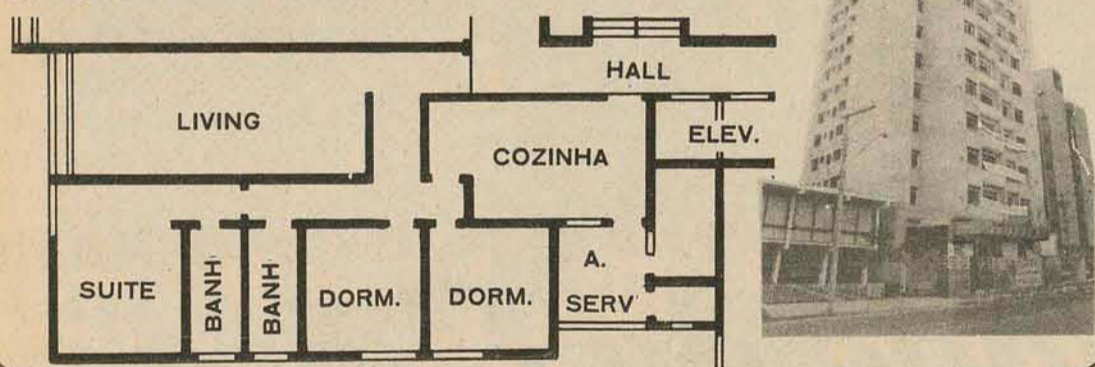 HALL
LIVING
ELEV.
COZINHA
A.
SERV
SUITE
BANH
BANH
DORM.
DORM.